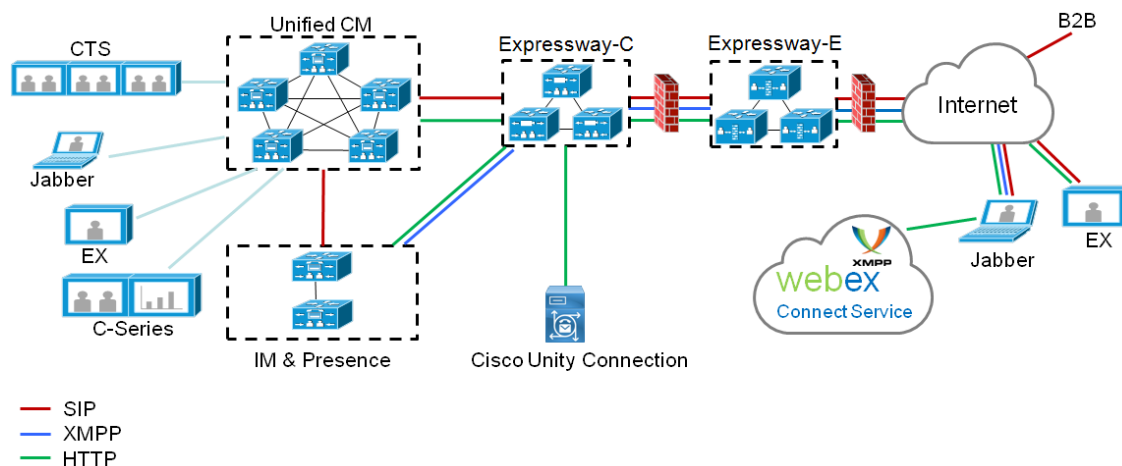 Unified CM
B2B
CTS
Expressway-C
Expressway-E
Internet
Jabber
EX
EX
Jabber
XMPP
webex
Connect Service
C-Series
IM & Presence
Cisco Unity Connection
SIP
XMPP
HTTP